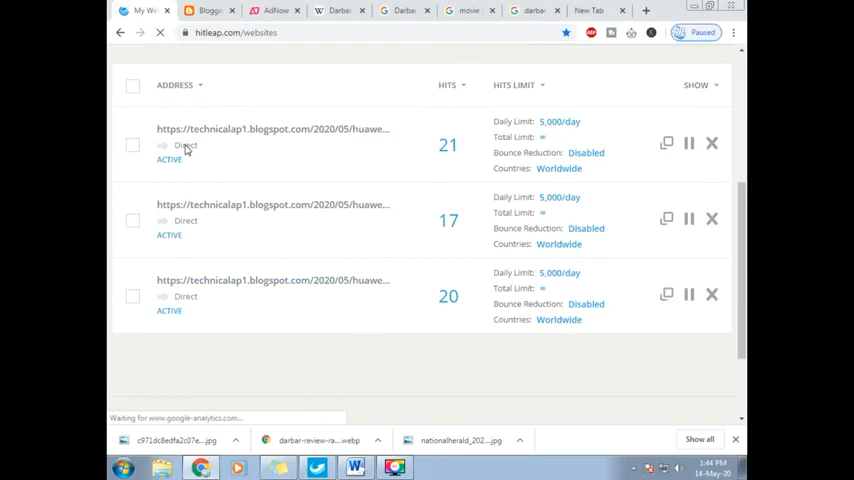 My We
Blogge
AdNow
Darbar
Darbar
movie
darbar
New Tab
hitleap.com/websites
Paused
ADDRESS
HITS
HITS LIMIT
SHOW
https://technicalap1.blogspot.com/2020/05/huawe...
Direct
ACTIVE
21
Daily Limit: 5,000/day
Total Limit: ∞
Bounce Reduction: Disabled
Countries: Worldwide
https://technicalap1.blogspot.com/2020/05/huawe...
Direct
ACTIVE
17
Daily Limit: 5,000/day
Total Limit: ∞
Bounce Reduction: Disabled
Countries: Worldwide
https://technicalap1.blogspot.com/2020/05/huawe...
Direct
ACTIVE
20
Daily Limit: 5,000/day
Total Limit: ∞
Bounce Reduction: Disabled
Countries: Worldwide
Waiting for www.google-analytics.com...
c971dc8edfa2c07e....jpg
darbar-review-ra....webp
nationalherald_202....jpg
Show all
1:44 PM
14-May-20